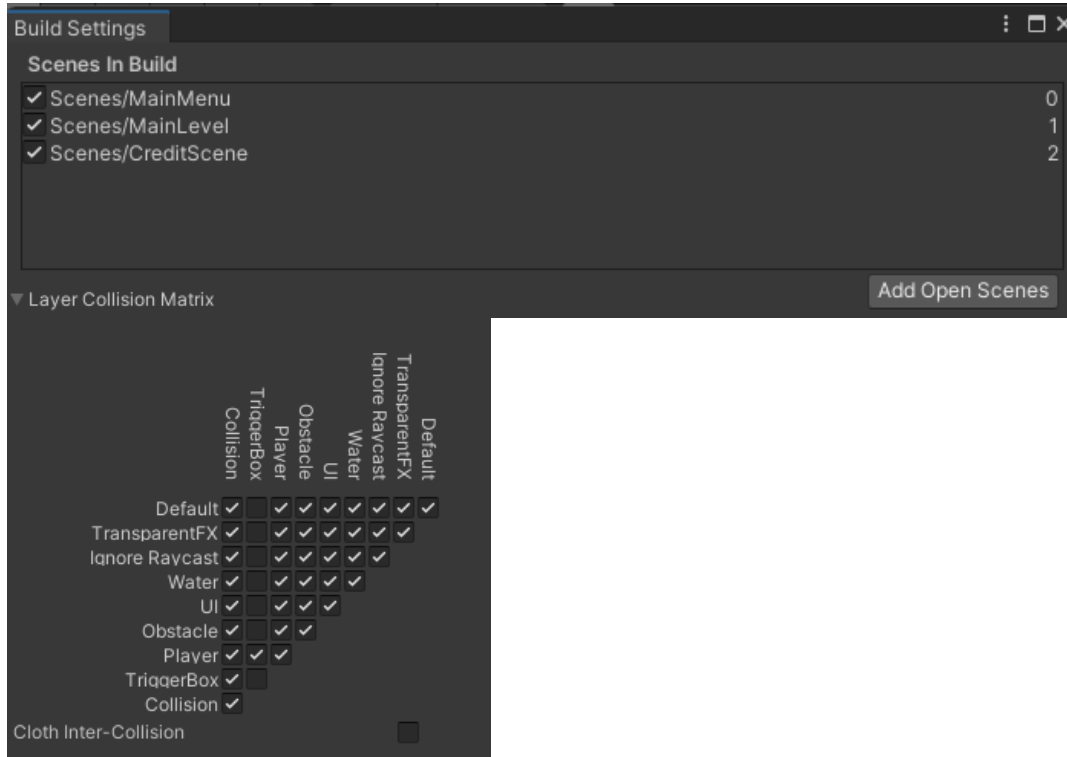 Build Settings
Scenes In Build
Scenes/MainMenu 0
Scenes/MainLevel 1
Scenes/CreditScene 2
Add Open Scenes
Layer Collision Matrix
Collision
TriggerBox
Player
Obstacle
UI
Water
Ignore Raycast
TransparentFX
Default
Default
TransparentFX
Ignore Raycast
Water
UI
Obstacle
Player
TriggerBox
Collision
Cloth Inter-Collision